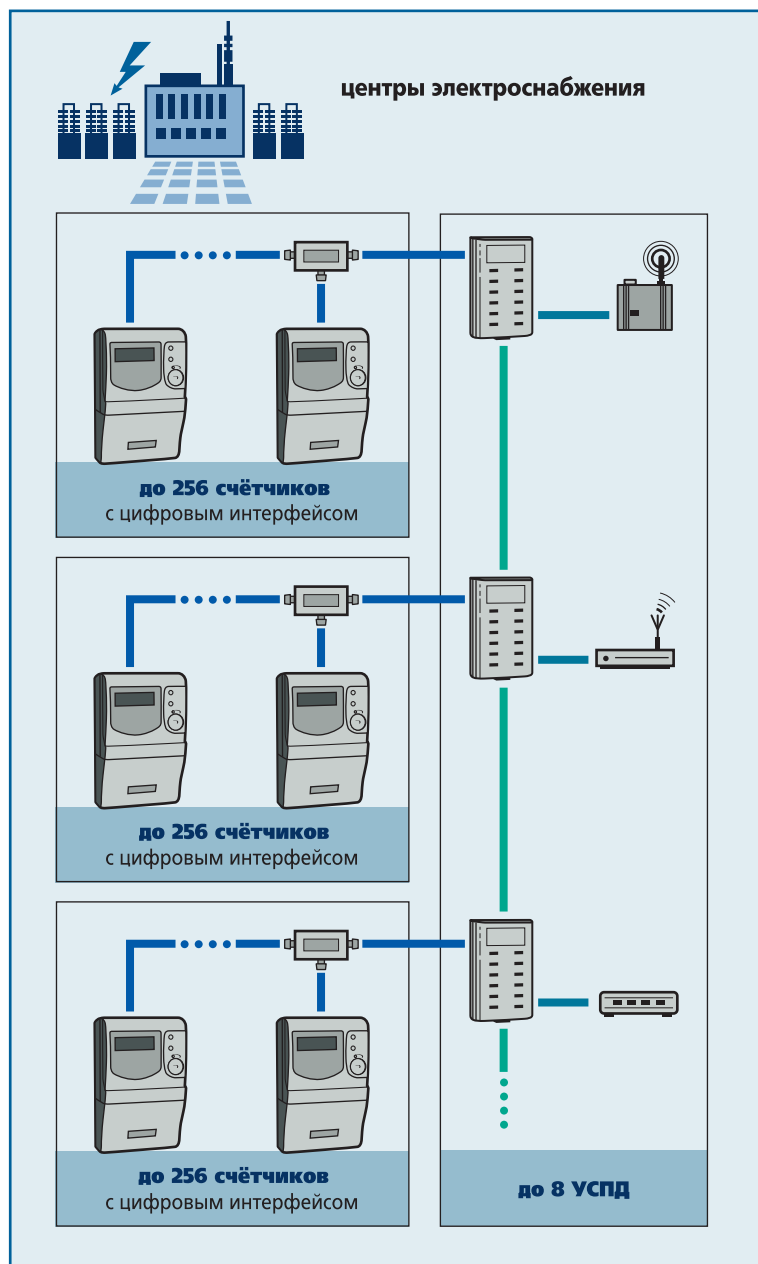 центры электроснабжения
до 256 счётчиков
с цифровым интерфейсом
до 256 счётчиков
с цифровым интерфейсом
до 256 счётчиков
с цифровым интерфейсом
до 8 УСПД